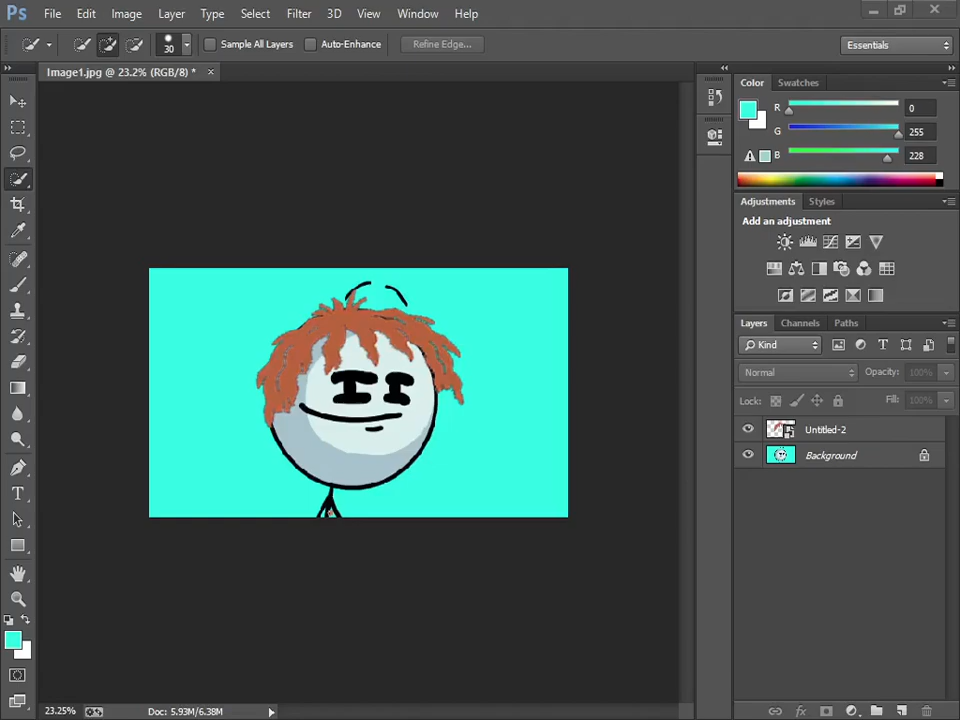 Ps File Edit Image Layer Type Select Filter 3D View Window Help
30 Sample All Layers Auto-Enhance Refine Edge... Essentials
Image1.jpg @ 23.2% (RGB/8) * ×
Color Swatches
R 0
G 255
B 228
Adjustments Styles
Add an adjustment
Layers Channels Paths
Kind
Normal Opacity: 100%
Lock: Fill: 100%
Untitled-2
Background
23.25% Doc: 5.93M/6.38M